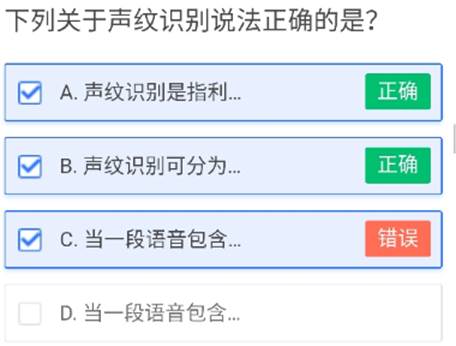 下列关于声纹识别说法正确的是？
A. 声纹识别是指利... 正确
B. 声纹识别可分为... 正确
C. 当一段语音包含... 错误
D. 当一段语音包含...